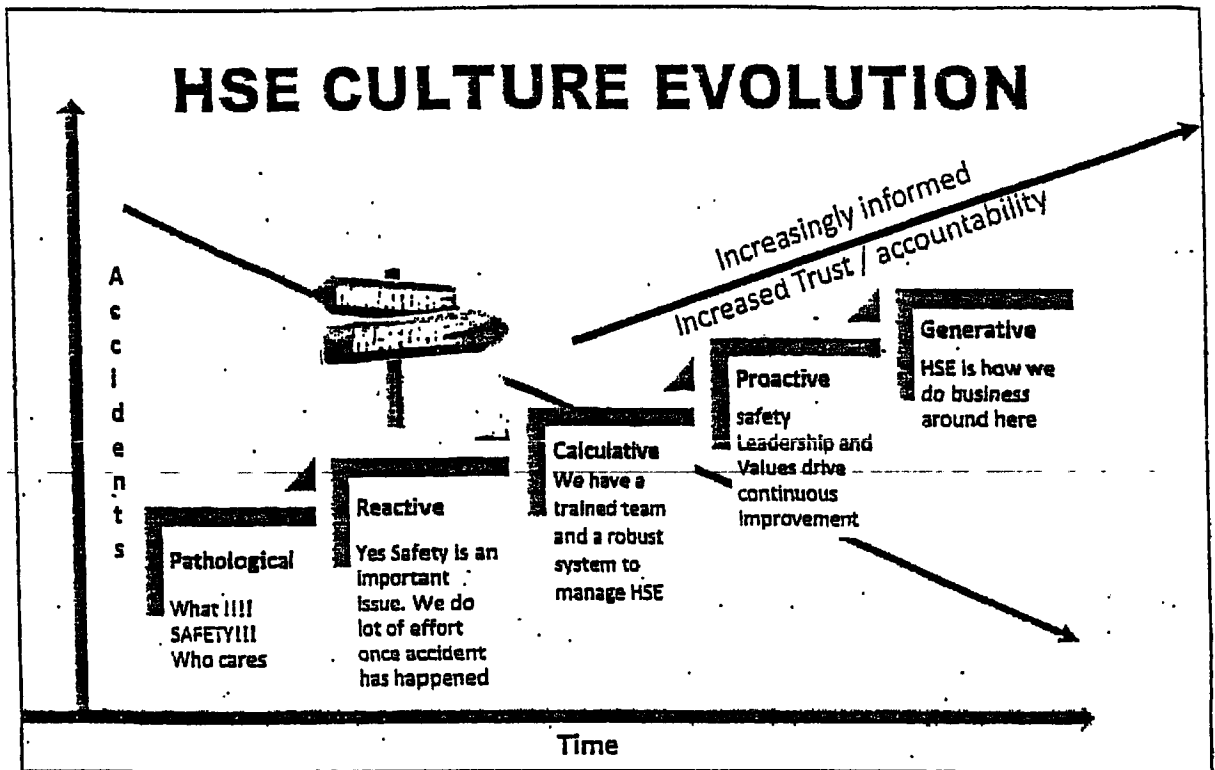 HSE CULTURE EVOLUTION
Accidents
Increasingly informed
Increased Trust / accountability
Generative
HSE is how we
do business
around here
Proactive
safety
Leadership and
Values drive
continuous
improvement
Calculative
We have a
trained team
and a robust
system to
manage HSE
Reactive
Yes Safety is an
important
issue. We do
lot of effort
once accident
has happened
Pathological
What !!!!
SAFETY!!!
Who cares
Time